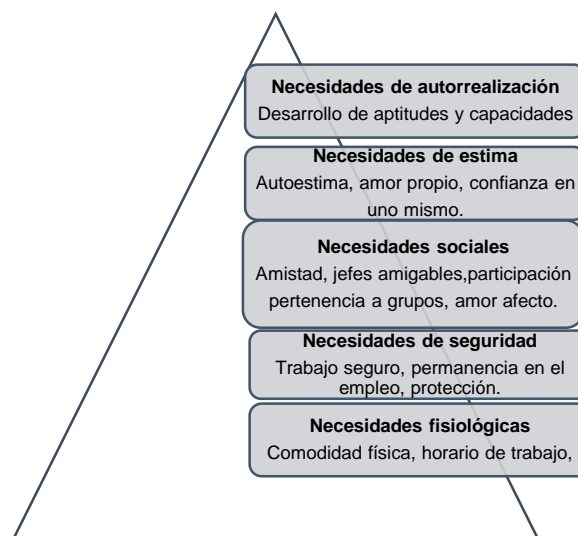 Necesidades de autorrealización
Desarrollo de aptitudes y capacidades
Necesidades de estima
Autoestima, amor propio, confianza en
uno mismo.
Necesidades sociales
Amistad, jefes amigables,participación
pertenencia a grupos, amor afecto.
Necesidades de seguridad
Trabajo seguro, permanencia en el
empleo, protección.
Necesidades fisiológicas
Comodidad física, horario de trabajo,